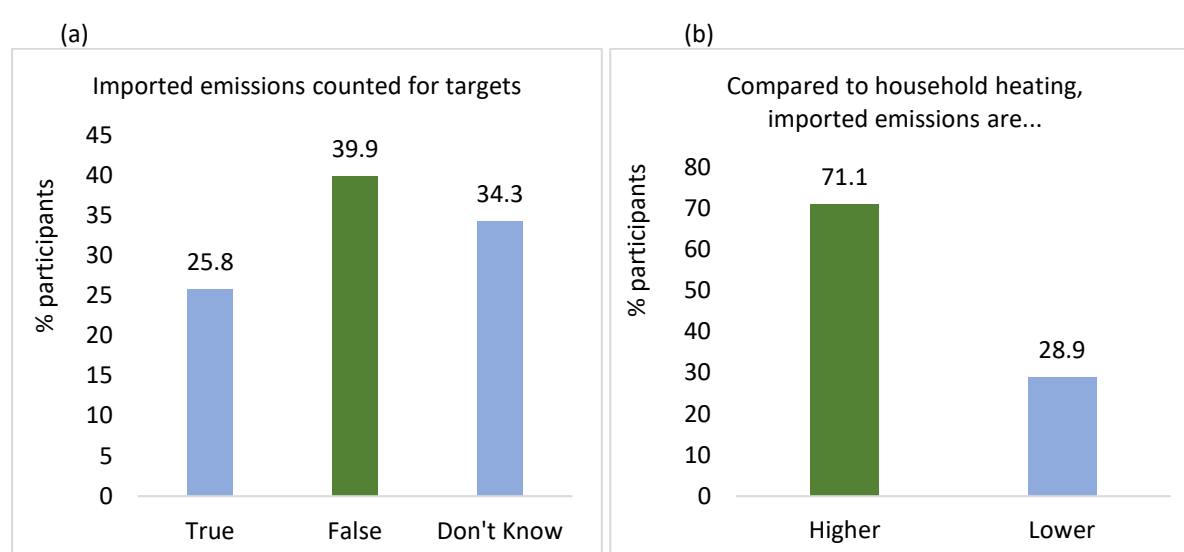 (a)
Imported emissions counted for targets
% participants
45
40
35
30
25
20
15
10
5
0
25.8
39.9
34.3
True False Don't Know
(b)
Compared to household heating,
imported emissions are...
% participants
80
70
60
50
40
30
20
10
0
71.1
28.9
Higher Lower